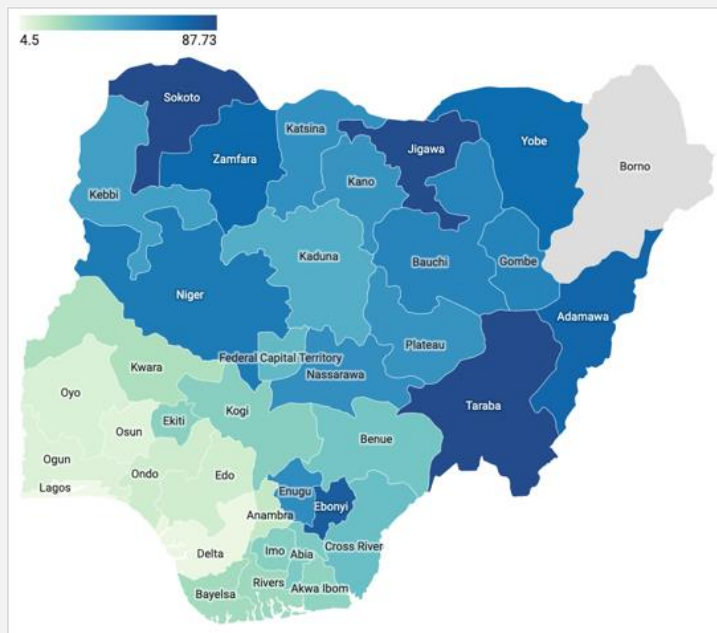 4.5 87.73
Sokoto
Katsina
Jigawa
Yobe
Zamfara
Borno
Kano
Kebbi
Kaduna
Bauchi
Gombe
Niger
Adamawa
Plateau
Federal Capital Territory
Kwara
Nassarawa
Oyo
Taraba
Kogi
Ekiti
Osun
Benue
Ogun
Ondo
Edo
Lagos
Enugu
Ebonyi
Anambra
Cross River
Delta
Imo
Abia
Rivers
Akwa Ibom
Bayelsa